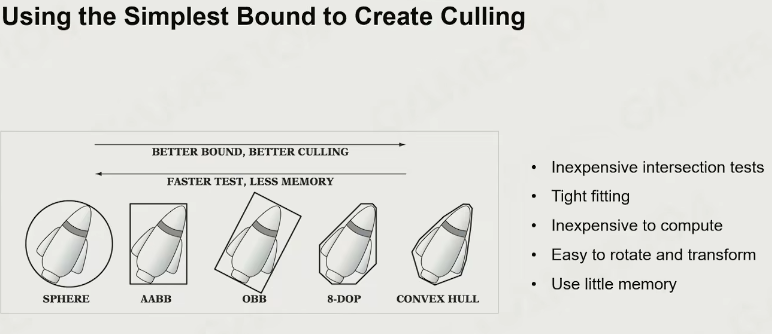 Using the Simplest Bound to Create Culling
BETTER BOUND, BETTER CULLING
FASTER TEST, LESS MEMORY
SPHERE
AABB
OBB
8-DOP
CONVEX HULL
• Inexpensive intersection tests
• Tight fitting
• Inexpensive to compute
• Easy to rotate and transform
• Use little memory